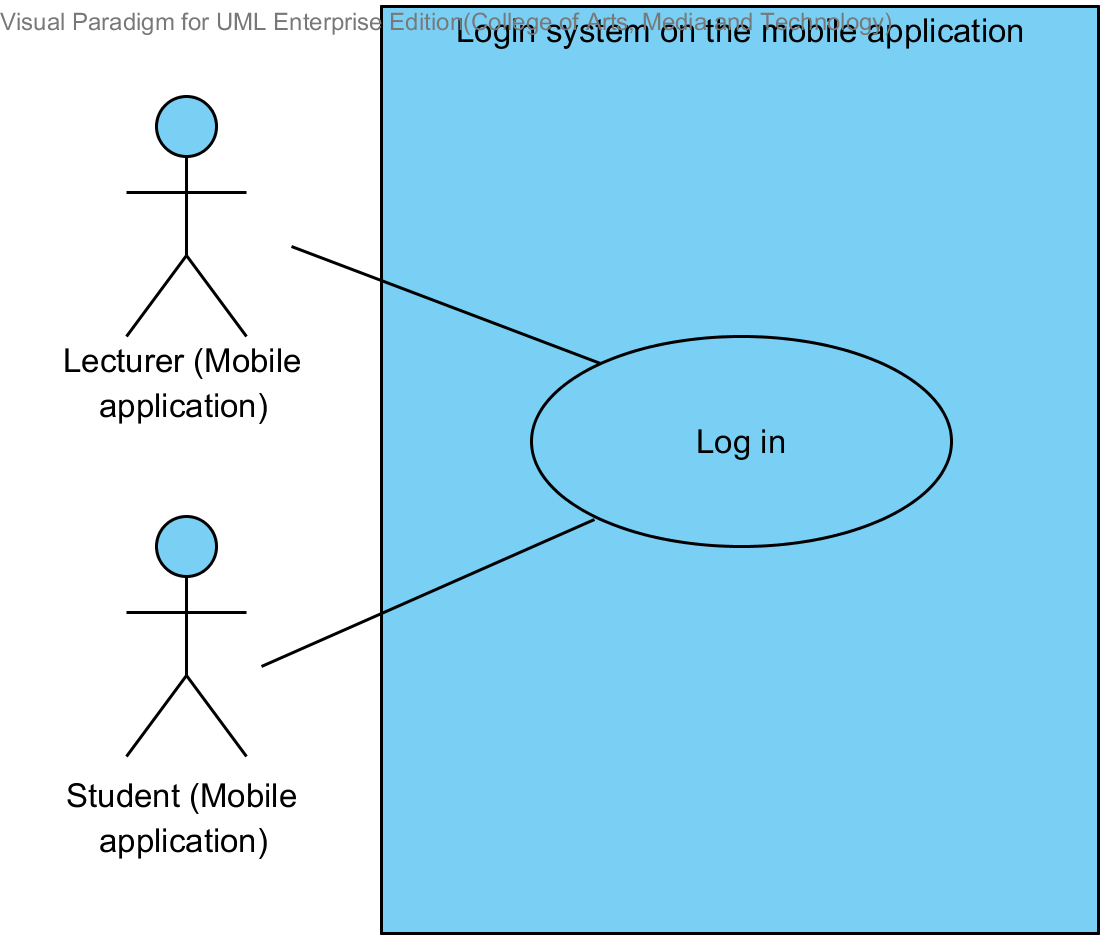 Visual Paradigm for UML Enterprise Edition(College of Arts, Media and Technology)
Login system on the mobile application
Lecturer (Mobile
application)
Log in
Student (Mobile
application)